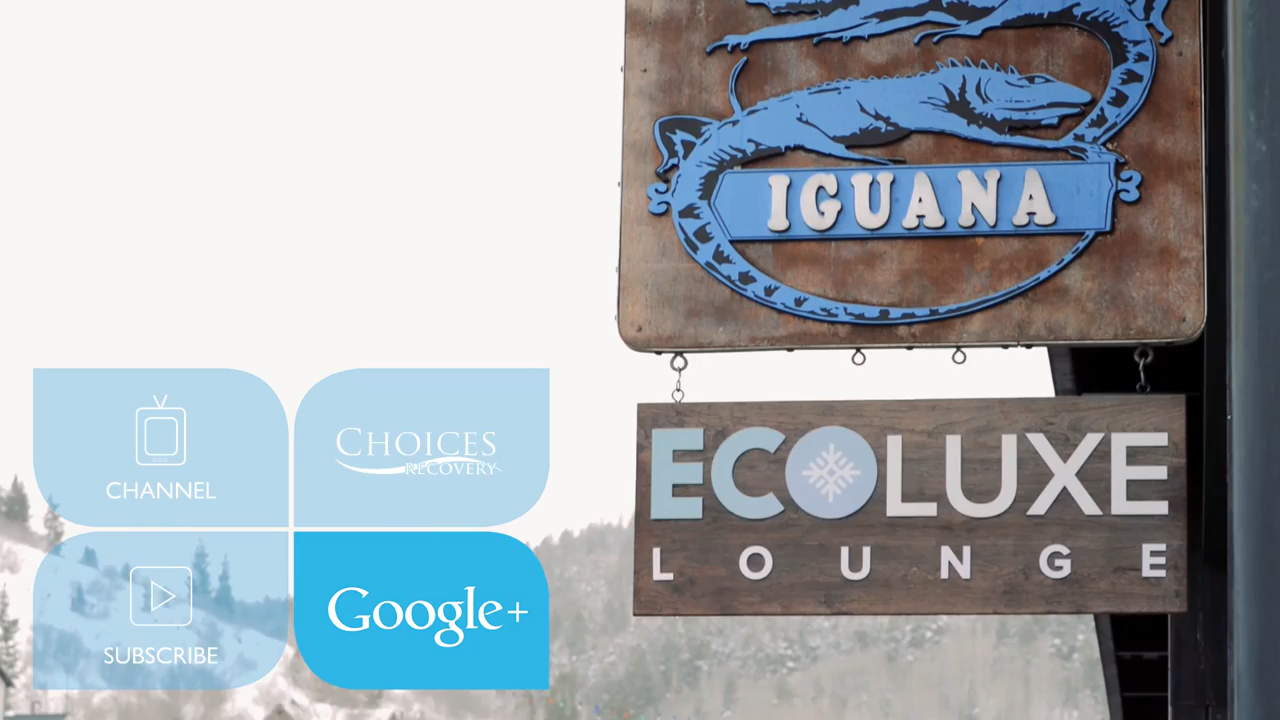 IGUANA
ECOLUXE
LOUNGE
CHANNEL
CHOICES
RECOVERY
SUBSCRIBE
Google+